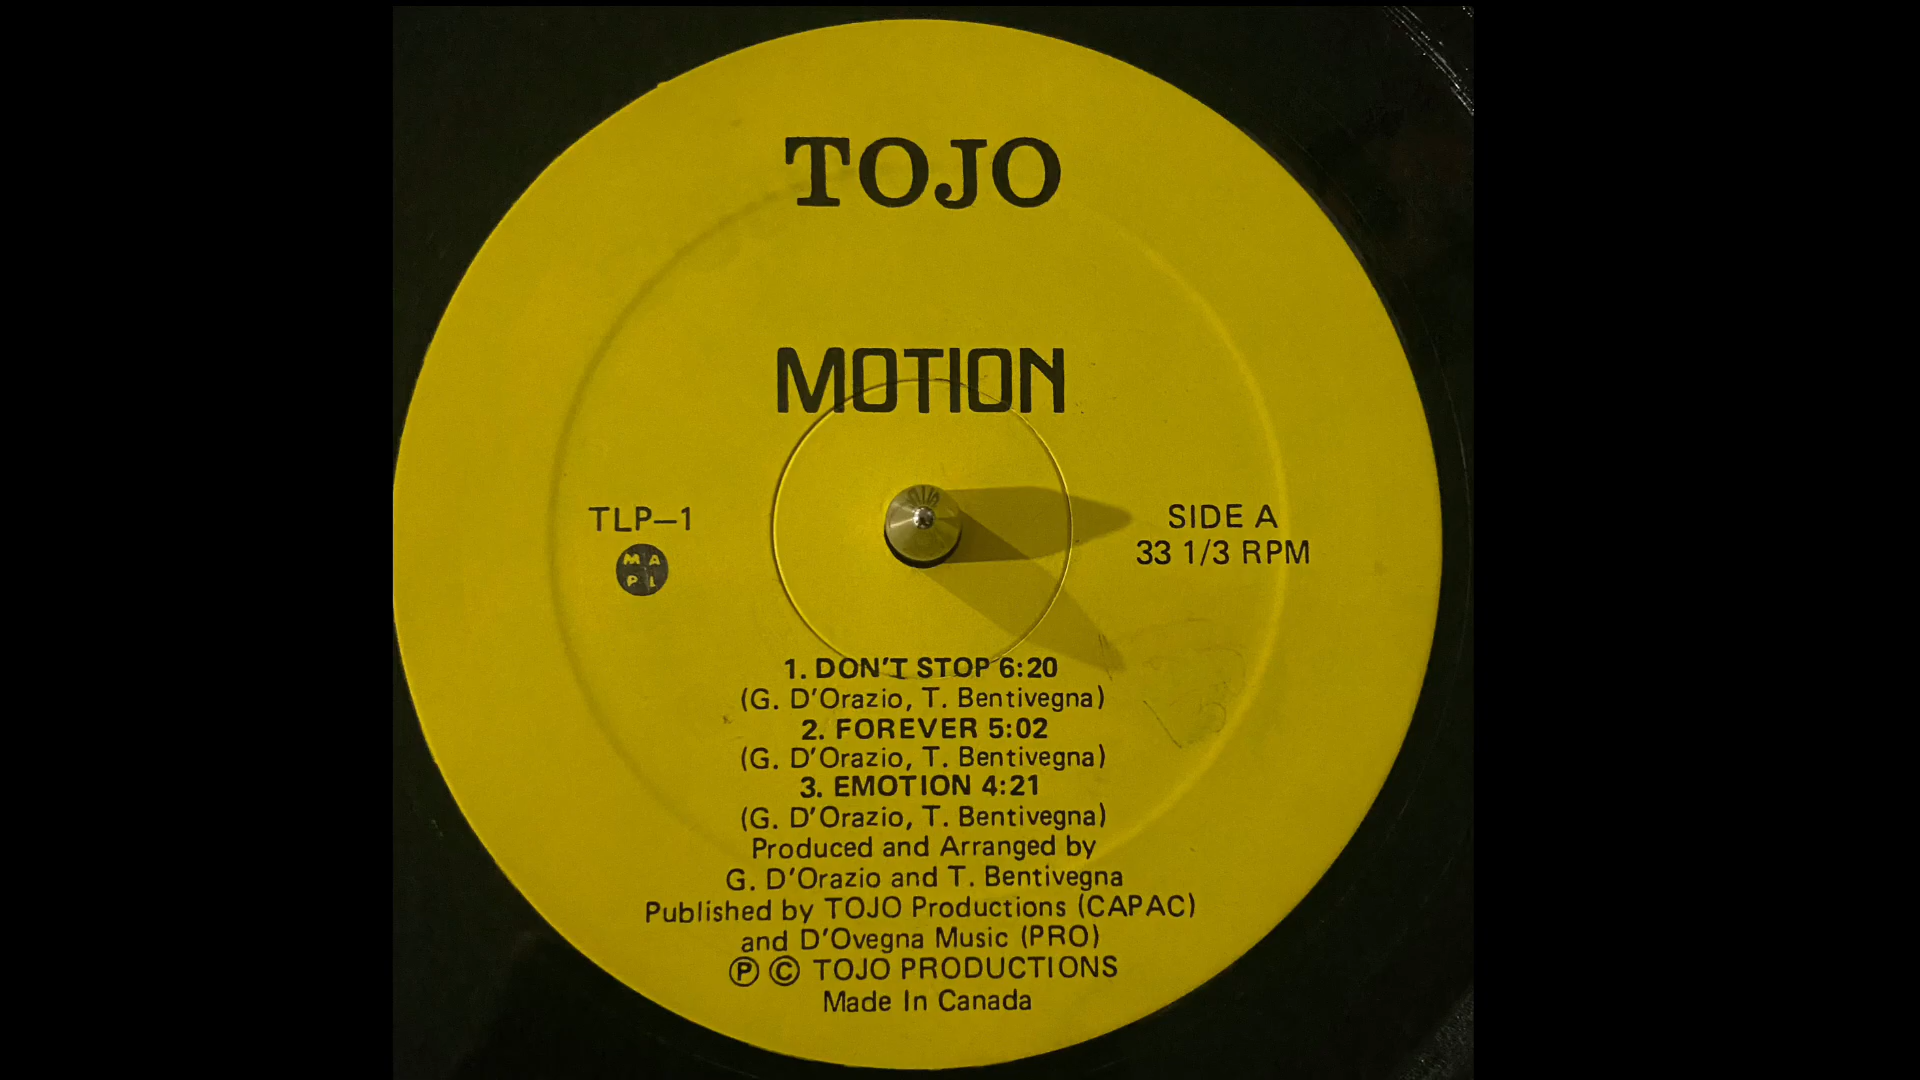 TOJO
MOTION
TLP—1
M A
P L
SIDE A
33 1/3 RPM
1. DON'T STOP 6:20
(G. D'Orazio, T. Bentivegna)
2. FOREVER 5:02
(G. D'Orazio, T. Bentivegna)
3. EMOTION 4:21
(G. D'Orazio, T. Bentivegna)
Produced and Arranged by
G. D'Orazio and T. Bentivegna
Published by TOJO Productions (CAPAC)
and D'Ovegna Music (PRO)
Ⓟ © TOJO PRODUCTIONS
Made In Canada